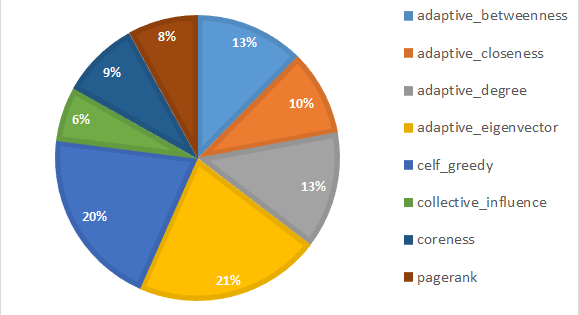 8%
13%
9%
10%
6%
13%
20%
21%
adaptive_betweenness
adaptive_closeness
adaptive_degree
adaptive_eigenvector
celf_greedy
collective_influence
coreness
pagerank